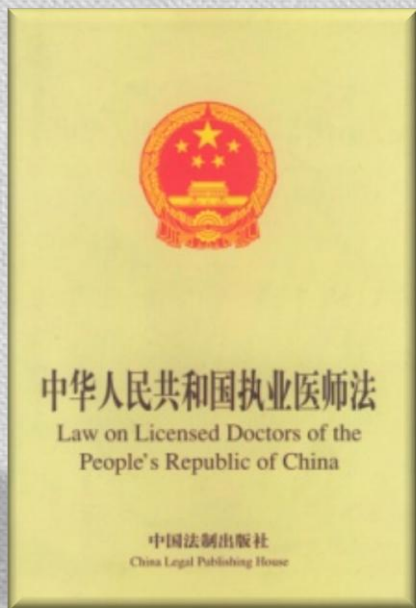 中华人民共和国执业医师法
Law on Licensed Doctors of the
People's Republic of China
中国法制出版社
China Legal Publishing House